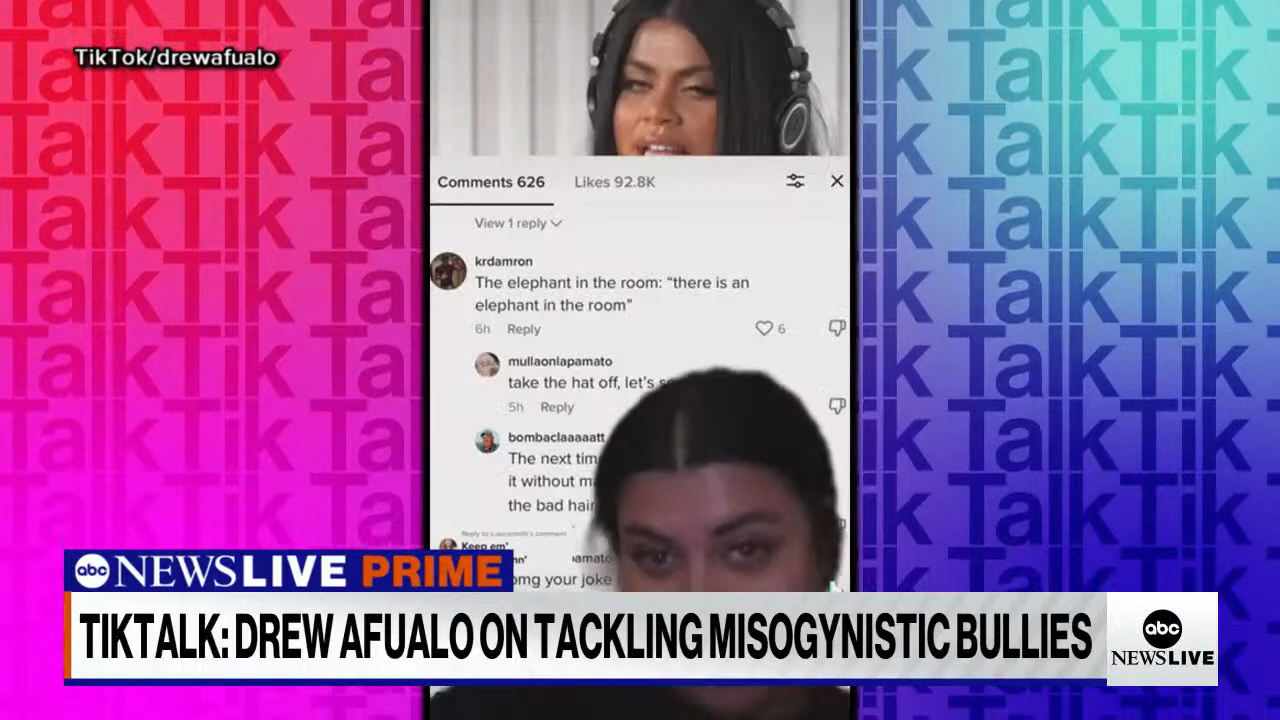 TikTok/drewafualo
Comments 626 Likes 92.8K
View 1 reply
krdamron
The elephant in the room: “there is an
elephant in the room”
6h Reply 6
mullaonlapamato
take the hat off, let's s
5h Reply
bombaclaaaaatt
The next tim
it without m
the bad hair
Keep em'
amato
omg your joke
abc NEWS LIVE PRIME
TIKTALK: DREW AFUALO ON TACKLING MISOGYNISTIC BULLIES
abc
NEWS LIVE